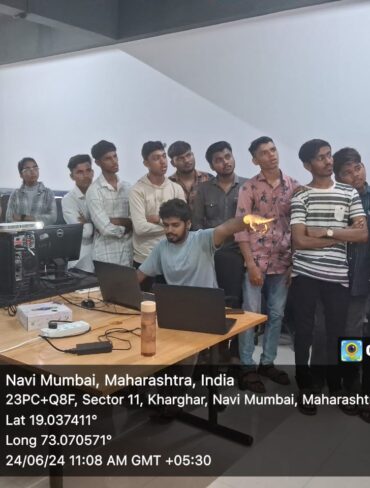 DELL
Navi Mumbai, Maharashtra, India
23PC+Q8F, Sector 11, Kharghar, Navi Mumbai, Maharasht
Lat 19.037411°
Long 73.070571°
24/06/24 11:08 AM GMT +05:30